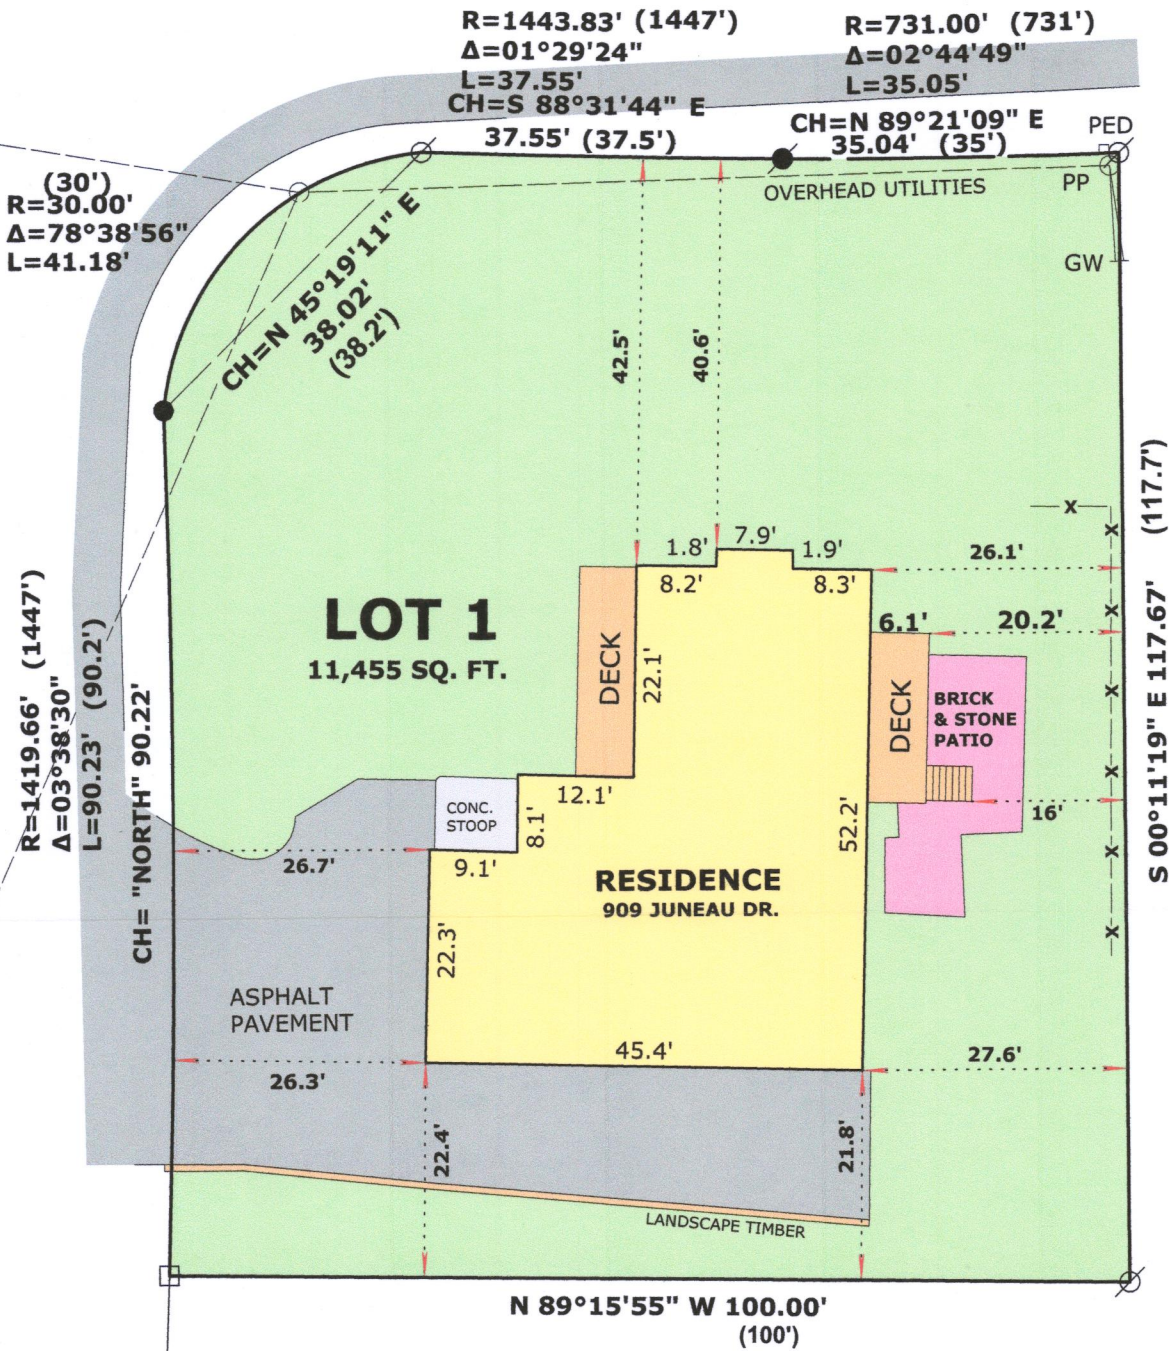 R=1443.83' (1447')
Δ=01°29'24"
L=37.55'
CH=S 88°31'44" E
37.55' (37.5')
R=731.00' (731')
Δ=02°44'49"
L=35.05'
CH=N 89°21'09" E
35.04' (35')
PED
PP
GW
OVERHEAD UTILITIES
(30')
R=30.00'
Δ=78°38'56"
L=41.18'
CH=N 45°19'11" E
38.02'
(38.2')
42.5'
40.6'
S 00°11'19" E 117.67' (117.7')
x
x
x
x
x
x
x
1.8'
7.9'
1.9'
8.2'
8.3'
26.1'
LOT 1
11,455 SQ. FT.
DECK
22.1'
6.1'
20.2'
DECK
BRICK
& STONE
PATIO
16'
R=1419.66' (1447')
Δ=03°38'30"
L=90.23' (90.2')
CH= "NORTH" 90.22'
CONC.
STOOP
12.1'
8.1'
9.1'
26.7'
52.2'
RESIDENCE
909 JUNEAU DR.
22.3'
ASPHALT
PAVEMENT
45.4'
27.6'
26.3'
22.4'
21.8'
LANDSCAPE TIMBER
N 89°15'55" W 100.00'
(100')